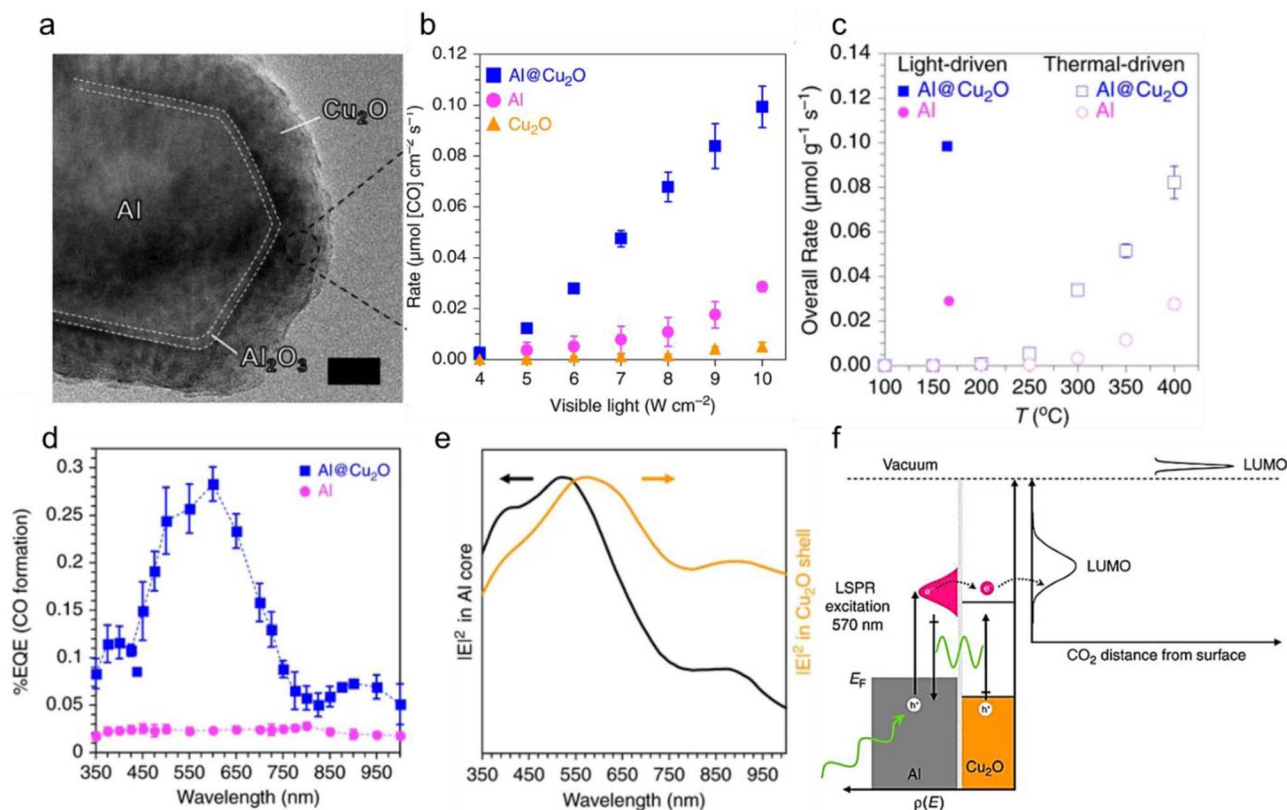 a
Cu₂O
Al
Al₂O₃
b
Rate (μmol [CO] cm⁻² s⁻¹)
0.12
0.10
0.08
0.06
0.04
0.02
0.00
Al@Cu₂O
Al
Cu₂O
4 5 6 7 8 9 10
Visible light (W cm⁻²)
c
Overall Rate (μmol g⁻¹ s⁻¹)
0.14
0.12
0.10
0.08
0.06
0.04
0.02
0.00
Light-driven Thermal-driven
Al@Cu₂O Al@Cu₂O
Al Al
100 150 200 250 300 350 400
T (°C)
d
%EQE (CO formation)
0.3
0.25
0.2
0.15
0.1
0.05
0
Al@Cu₂O
Al
350 450 550 650 750 850 950
Wavelength (nm)
e
|E|² in Al core
|E|² in Cu₂O shell
350 450 550 650 750 850 950
Wavelength (nm)
f
Vacuum
LUMO
LUMO
LSPR
excitation
570 nm
e⁻
e⁻
E_F
h⁺
h⁺
CO₂ distance from surface
Al
Cu₂O
ρ(E)